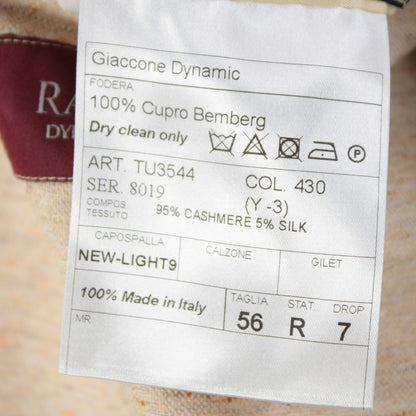 RA
DY
Giaccone Dynamic
FODERA
100% Cupro Bemberg
Dry clean only
P
ART. TU3544
COL. 430
SER. 8019
(Y -3)
COMPOS
TESSUTO
95% CASHMERE 5% SILK
CAPOSPALLA
CALZONE
GILET
NEW-LIGHT9
100% Made in Italy
TAGLIA
STAT
DROP
56
R
7
MR